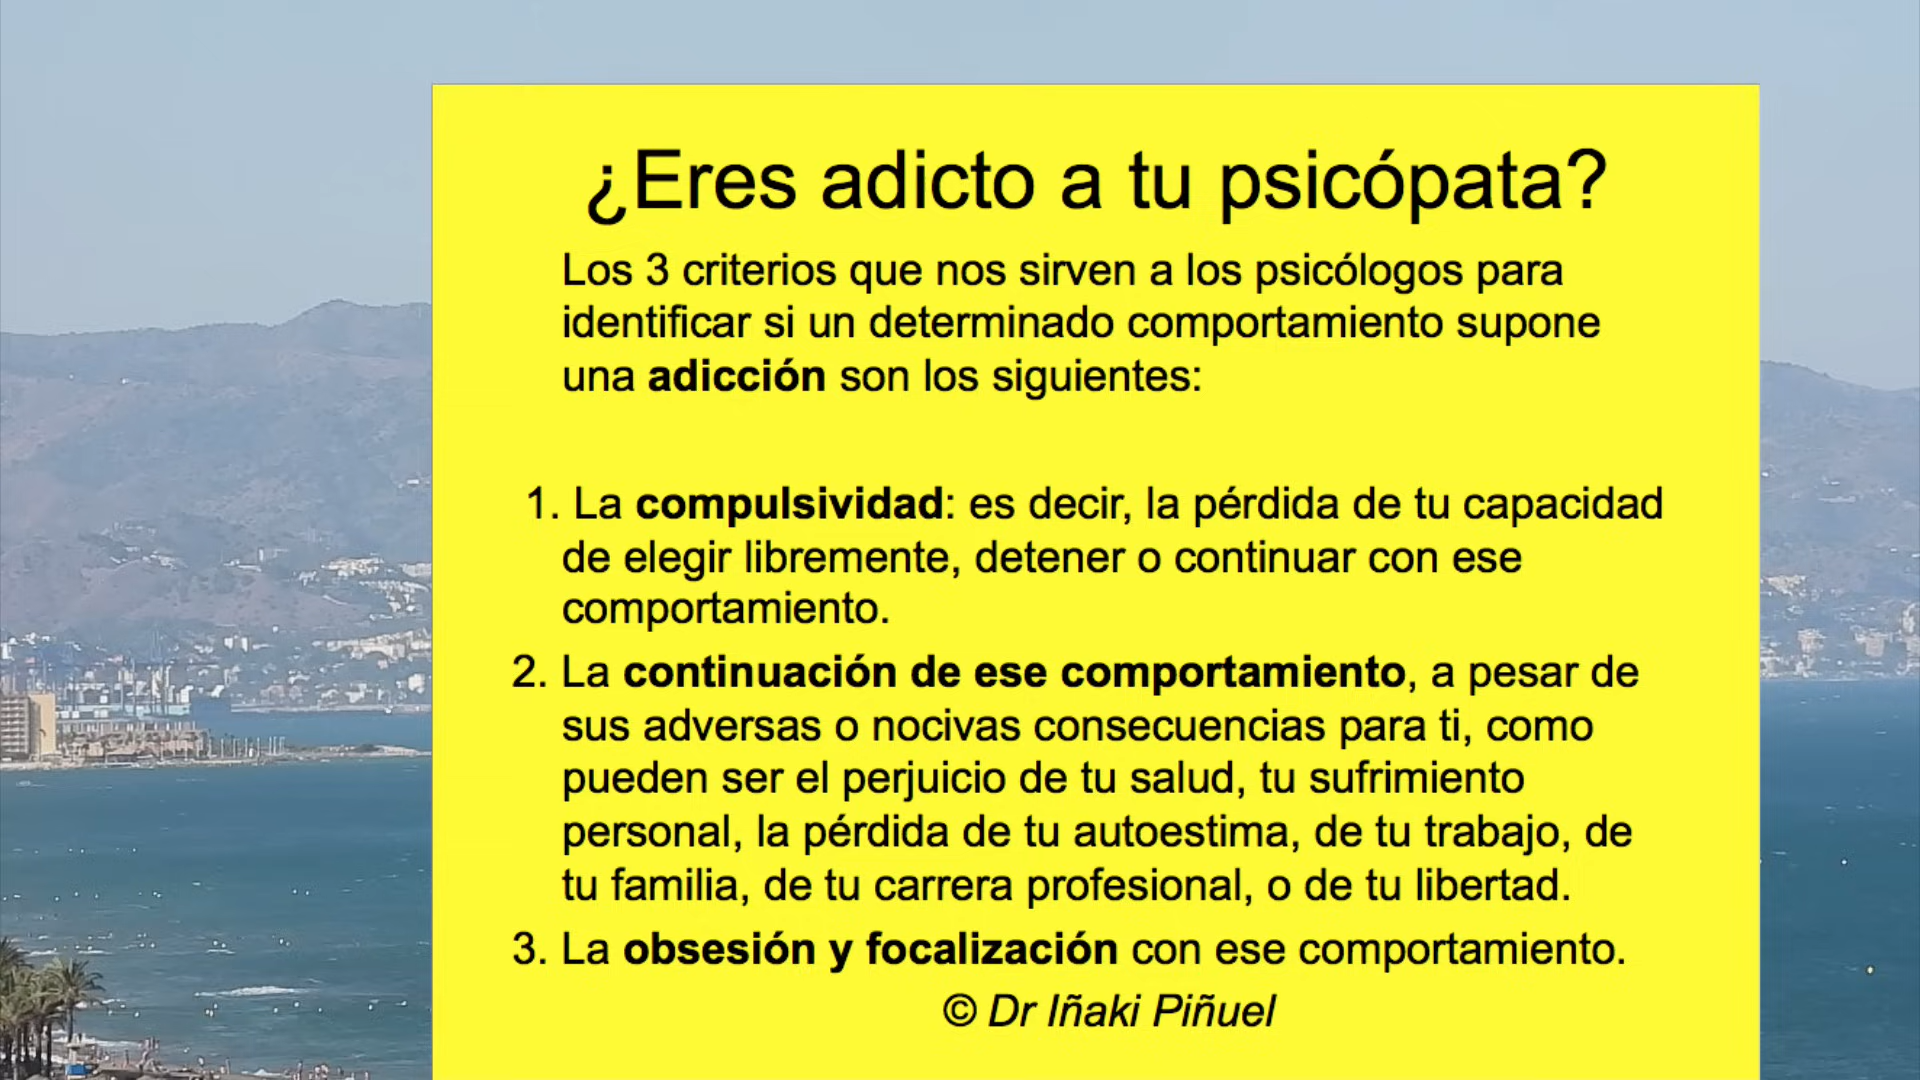 ¿Eres adicto a tu psicópata?
Los 3 criterios que nos sirven a los psicólogos para
identificar si un determinado comportamiento supone
una adicción son los siguientes:
1. La compulsividad: es decir, la pérdida de tu capacidad
de elegir libremente, detener o continuar con ese
comportamiento.
2. La continuación de ese comportamiento, a pesar de
sus adversas o nocivas consecuencias para ti, como
pueden ser el perjuicio de tu salud, tu sufrimiento
personal, la pérdida de tu autoestima, de tu trabajo, de
tu familia, de tu carrera profesional, o de tu libertad.
3. La obsesión y focalización con ese comportamiento.
© Dr Iñaki Piñuel